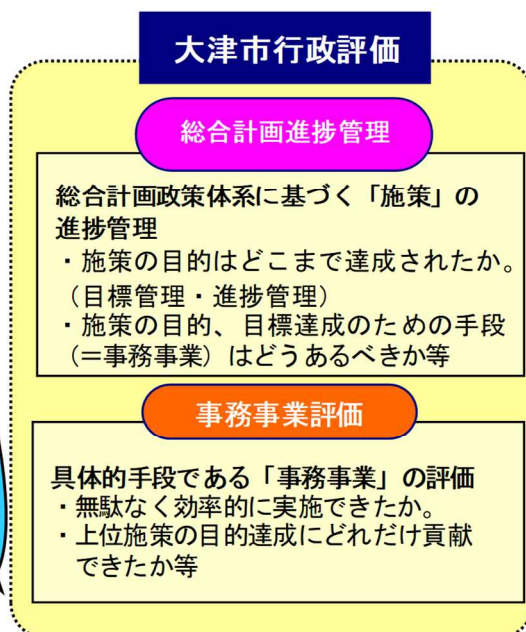 大津市行政評価
総合計画進捗管理
総合計画政策体系に基づく「施策」の
進捗管理
・施策の目的はどこまで達成されたか。
（目標管理・進捗管理）
・施策の目的、目標達成のための手段
（＝事務事業）はどうあるべきか等
事務事業評価
具体的手段である「事務事業」の評価
・無駄なく効率的に実施できたか。
・上位施策の目的達成にどれだけ貢献
できたか等